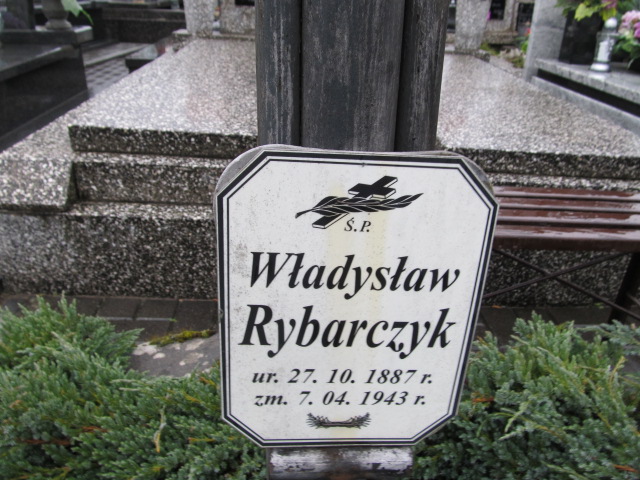 Ś.P.
Władysław
Rybarczyk
ur. 27. 10. 1887 r.
zm. 7. 04. 1943 r.